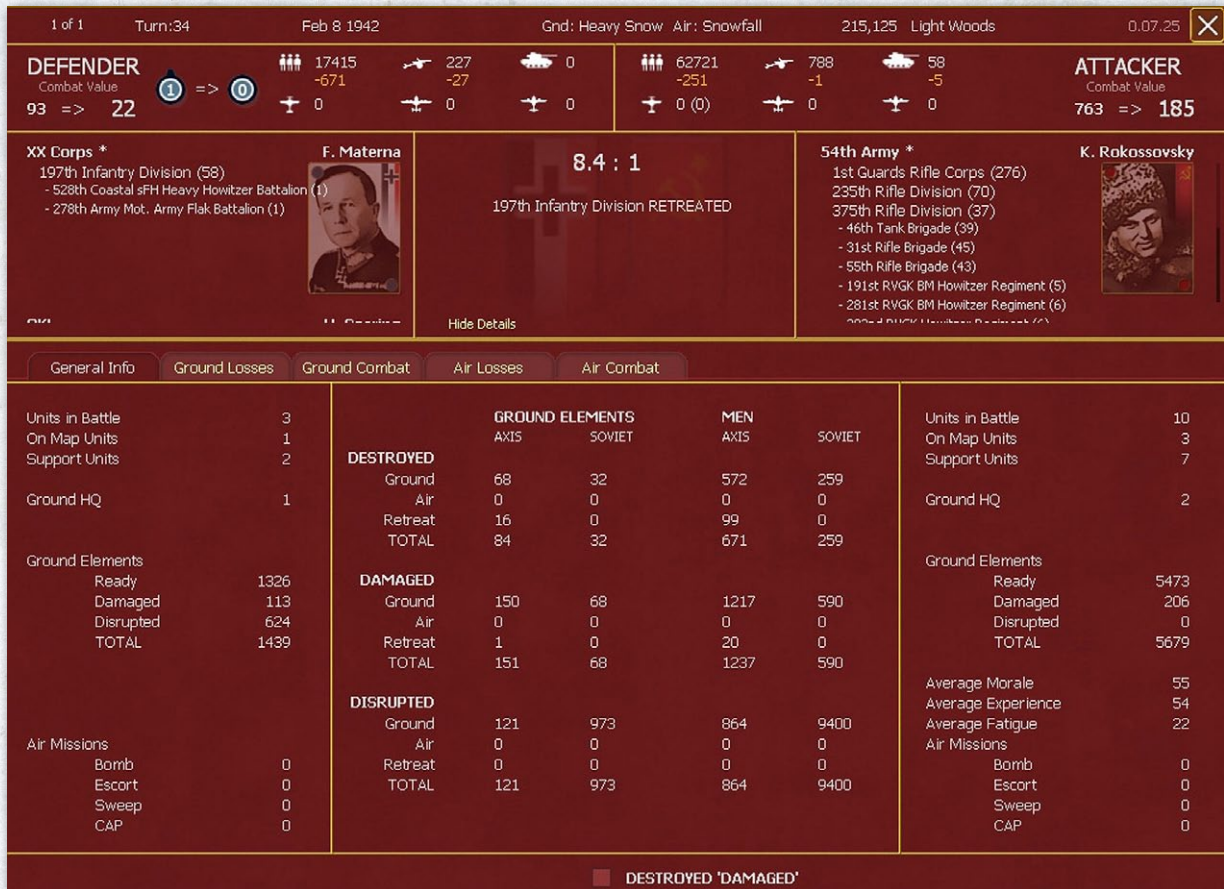 1 of 1 Turn:34 Feb 8 1942 Gnd: Heavy Snow Air: Snowfall 215,125 Light Woods 0.07.25 X
DEFENDER
Combat Value
93 => 22
1 => 0
17415 227 0
-671 -27
0 0 0
62721 788 58
-251 -1 -5
0 (0) 0 0
ATTACKER
Combat Value
763 => 185
XX Corps * F. Materna
197th Infantry Division (58)
- 528th Coastal sFH Heavy Howitzer Battalion (1)
- 278th Army Mot. Army Flak Battalion (1)
8.4 : 1
197th Infantry Division RETREATED
Hide Details
54th Army * K. Rokossovsky
1st Guards Rifle Corps (276)
235th Rifle Division (70)
375th Rifle Division (37)
- 46th Tank Brigade (39)
- 31st Rifle Brigade (45)
- 55th Rifle Brigade (43)
- 191st RVGK BM Howitzer Regiment (5)
- 281st RVGK BM Howitzer Regiment (6)
General Info Ground Losses Ground Combat Air Losses Air Combat
Units in Battle 3
On Map Units 1
Support Units 2
Ground HQ 1
Ground Elements
Ready 1326
Damaged 113
Disrupted 624
TOTAL 1439
Air Missions
Bomb 0
Escort 0
Sweep 0
CAP 0
GROUND ELEMENTS MEN
AXIS SOVIET AXIS SOVIET
DESTROYED
Ground 68 32 572 259
Air 0 0 0 0
Retreat 16 0 99 0
TOTAL 84 32 671 259
DAMAGED
Ground 150 68 1217 590
Air 0 0 0 0
Retreat 1 0 20 0
TOTAL 151 68 1237 590
DISRUPTED
Ground 121 973 864 9400
Air 0 0 0 0
Retreat 0 0 0 0
TOTAL 121 973 864 9400
Units in Battle 10
On Map Units 3
Support Units 7
Ground HQ 2
Ground Elements
Ready 5473
Damaged 206
Disrupted 0
TOTAL 5679
Average Morale 55
Average Experience 54
Average Fatigue 22
Air Missions
Bomb 0
Escort 0
Sweep 0
CAP 0
DESTROYED 'DAMAGED'